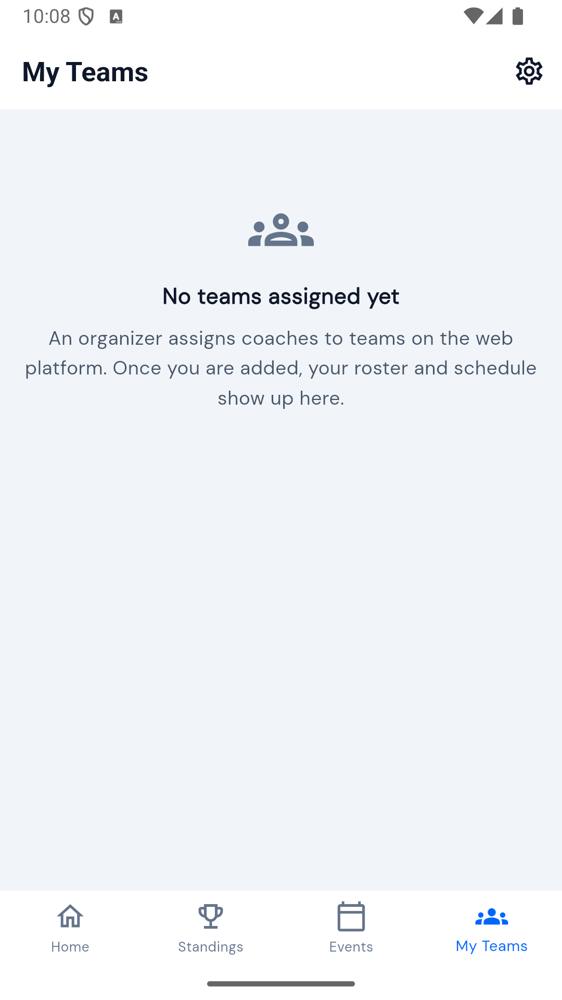 10:08
My Teams
No teams assigned yet
An organizer assigns coaches to teams on the web
platform. Once you are added, your roster and schedule
show up here.
Home
Standings
Events
My Teams